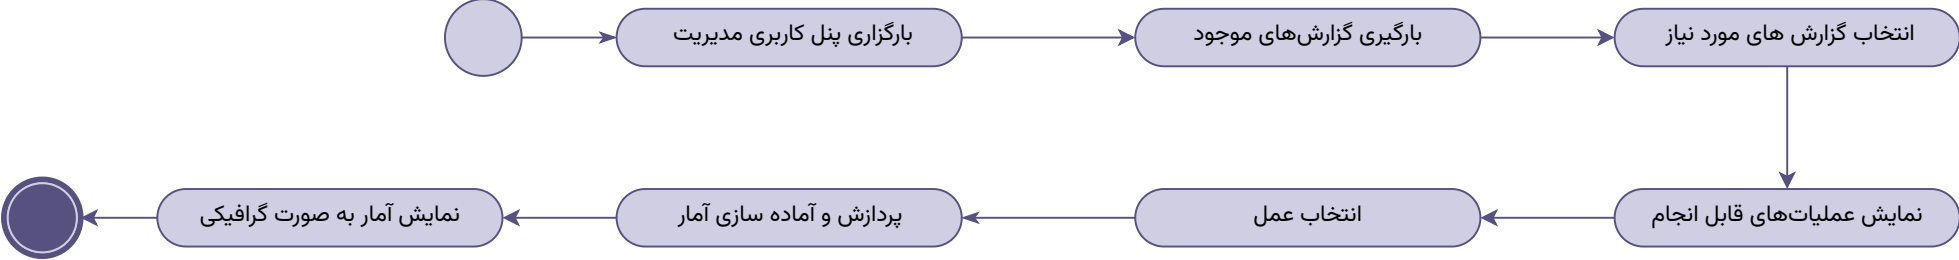 بارگزاری پنل کاربری مدیریت
بارگیری گزارش‌های موجود
انتخاب گزارش های مورد نیاز
نمایش عملیات‌های قابل انجام
انتخاب عمل
پردازش و آماده سازی آمار
نمایش آمار به صورت گرافیکی